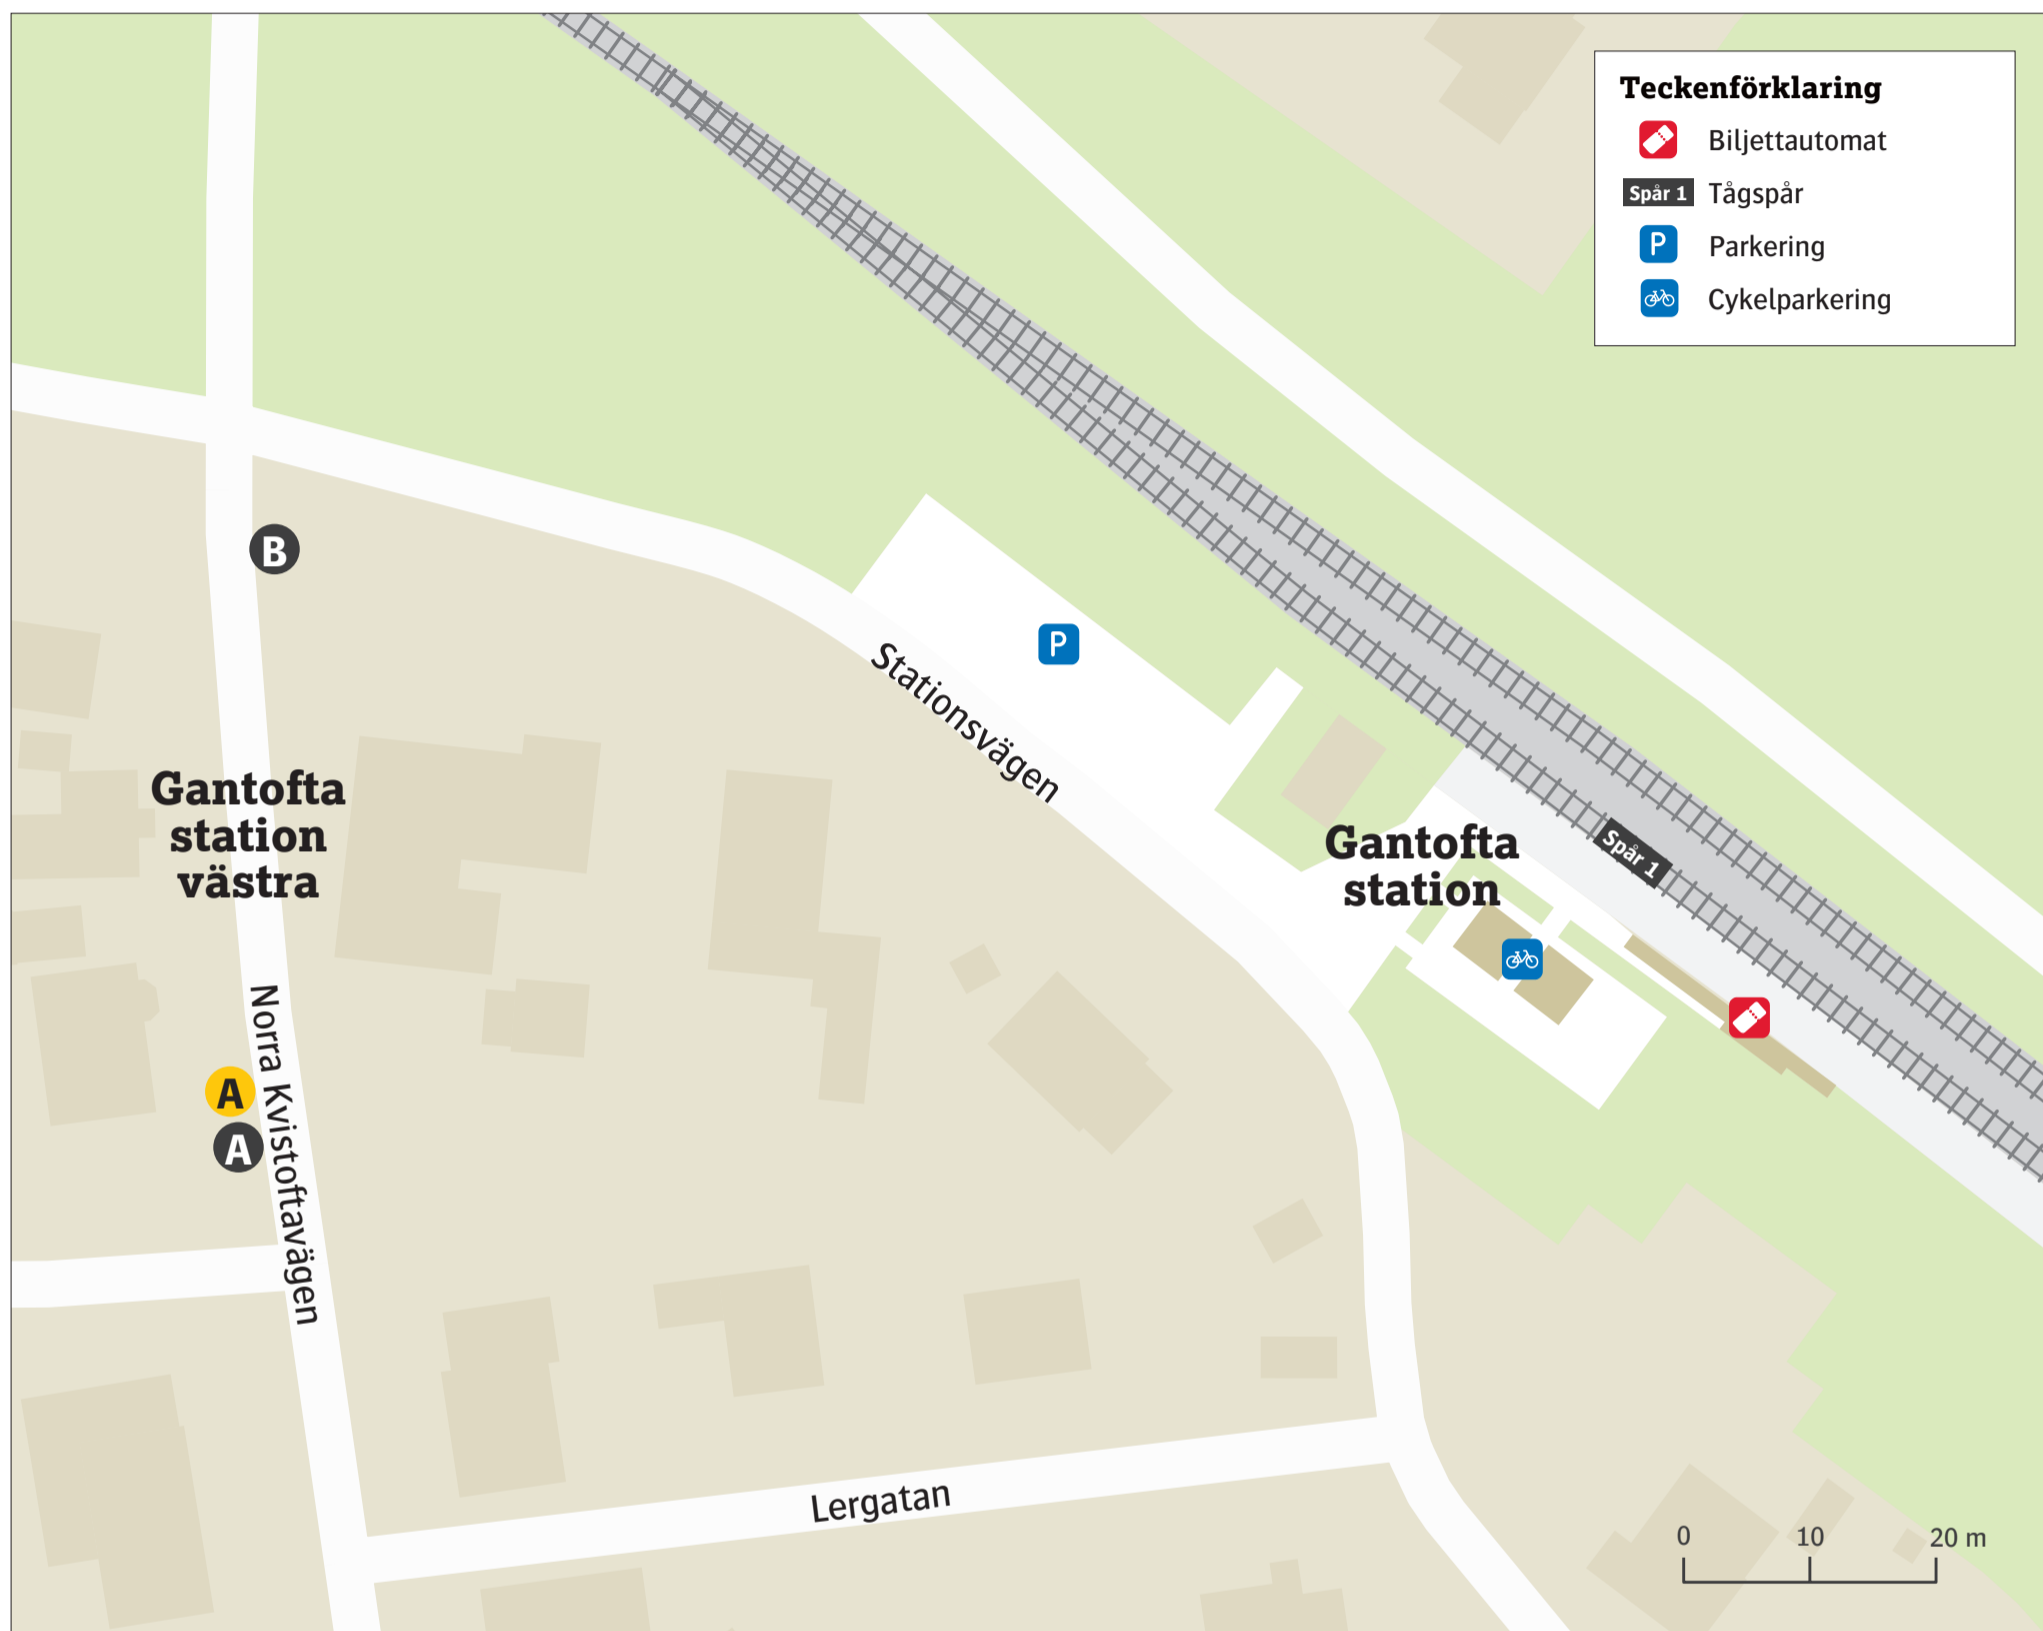 Teckenförklaring
Biljettautomat
Spår 1 Tågspår
P Parkering
Cykelparkering
B
P
Stationsvägen
Gantofta
station
västra
Gantofta
station
Spår 1
Norra Kvistoftavägen
A
A
Lergatan
0 10 20 m